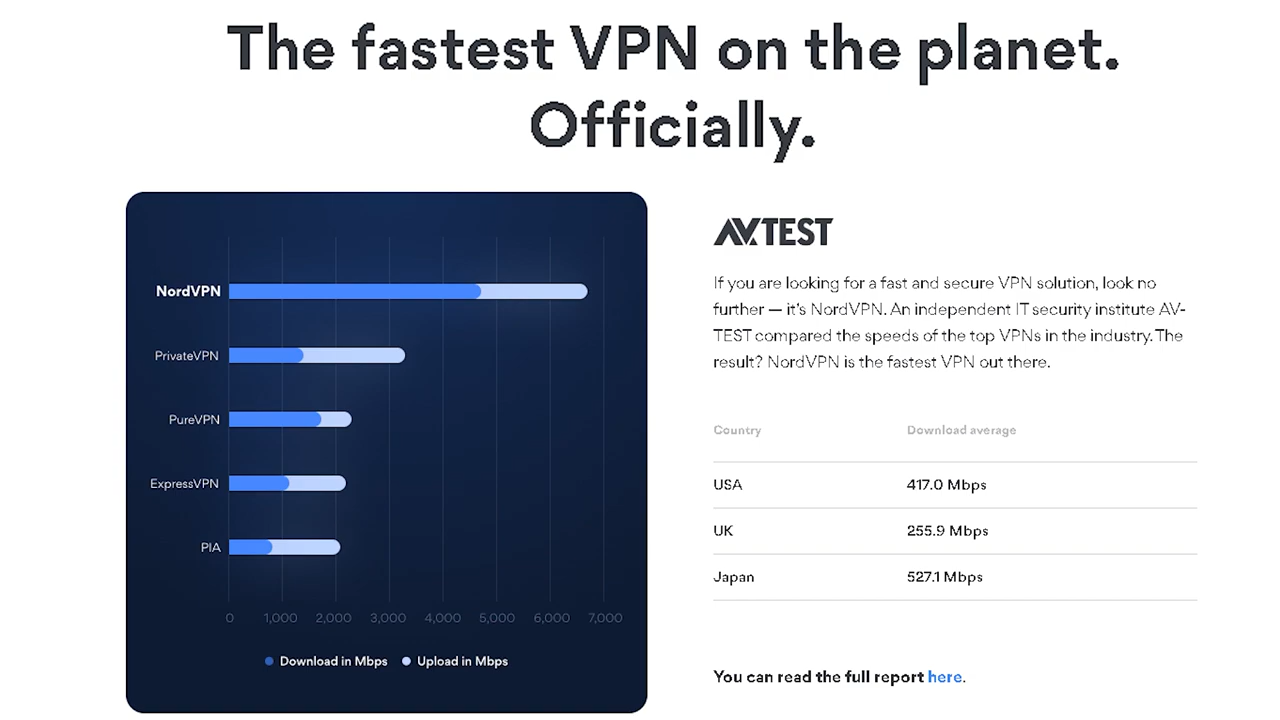 The fastest VPN on the planet.
Officially.
NordVPN
PrivateVPN
PureVPN
ExpressVPN
PIA
0 1,000 2,000 3,000 4,000 5,000 6,000 7,000
Download in Mbps Upload in Mbps
AVTEST
If you are looking for a fast and secure VPN solution, look no
further — it's NordVPN. An independent IT security institute AV-
TEST compared the speeds of the top VPNs in the industry. The
result? NordVPN is the fastest VPN out there.
Country Download average
USA 417.0 Mbps
UK 255.9 Mbps
Japan 527.1 Mbps
You can read the full report here.